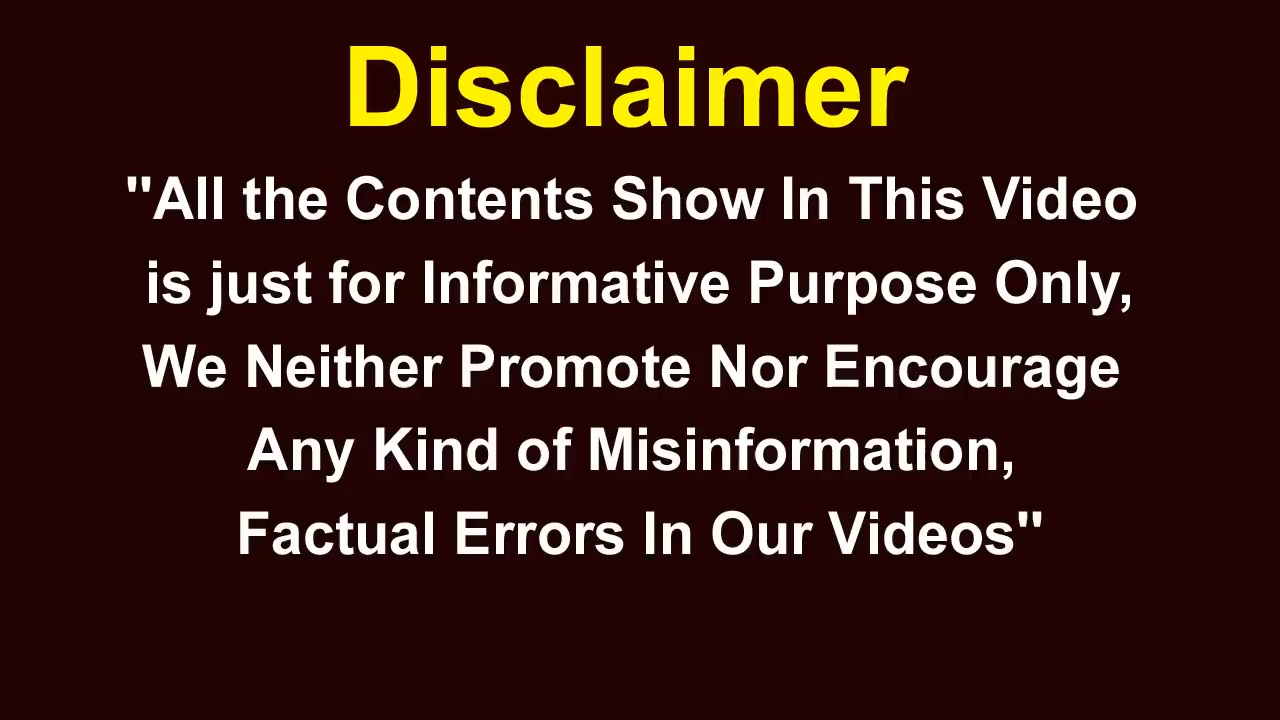 Disclaimer
"All the Contents Show In This Video
is just for Informative Purpose Only,
We Neither Promote Nor Encourage
Any Kind of Misinformation,
Factual Errors In Our Videos"